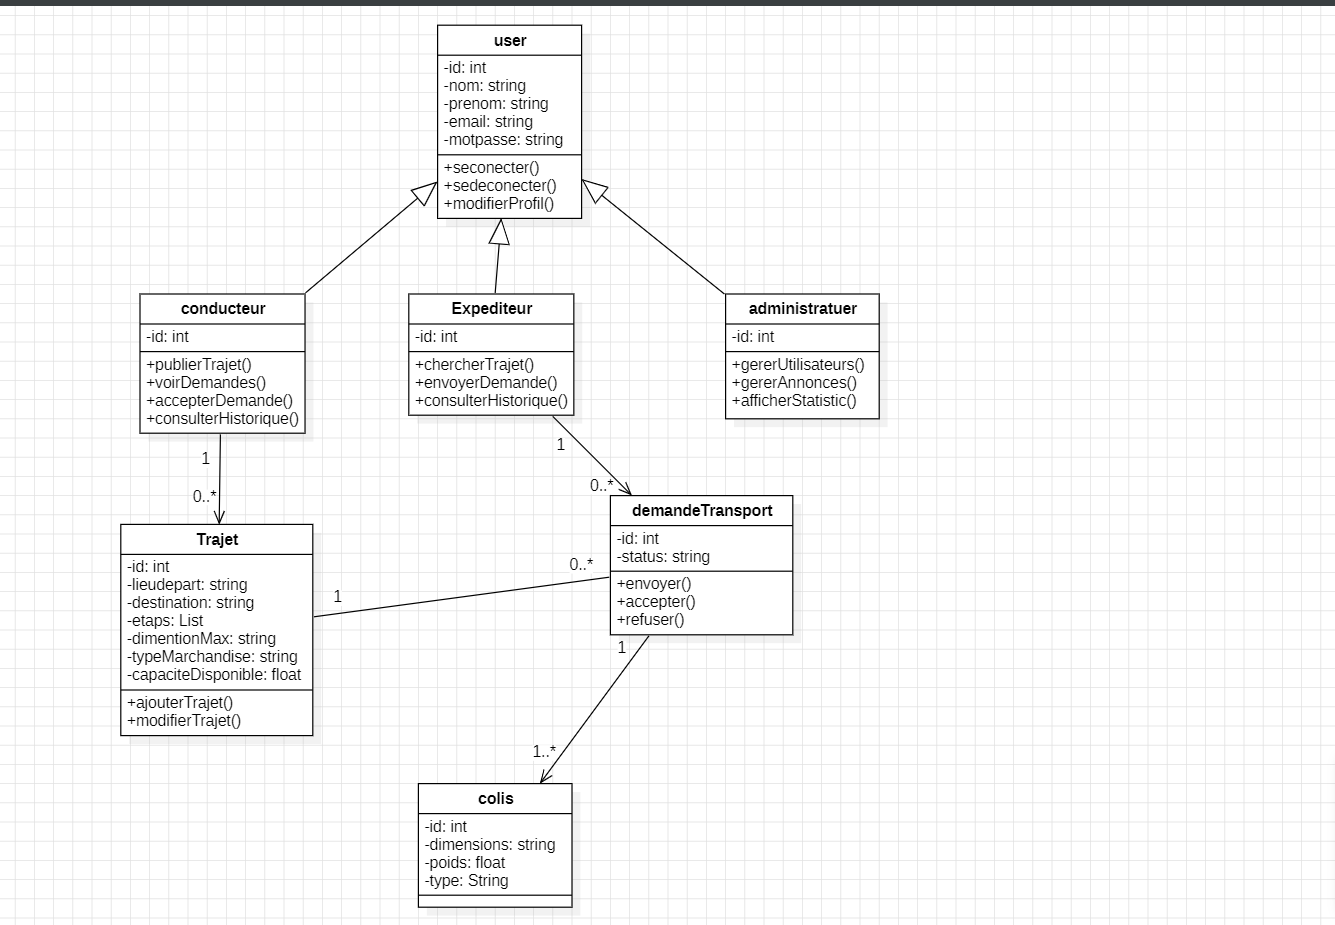 user
-id: int
-nom: string
-prenom: string
-email: string
-motpasse: string
+seconecter()
+sedeconecter()
+modifierProfil()
conducteur
-id: int
+publierTrajet()
+voirDemandes()
+accepterDemande()
+consulterHistorique()
Expediteur
-id: int
+chercherTrajet()
+envoyerDemande()
+consulterHistorique()
administratuer
-id: int
+gererUtilisateurs()
+gererAnnonces()
+afficherStatistic()
1
0..*
1
0..*
Trajet
-id: int
-lieudepart: string
-destination: string
-etaps: List
-dimentionMax: string
-typeMarchandise: string
-capaciteDisponible: float
+ajouterTrajet()
+modifierTrajet()
1
0..*
demandeTransport
-id: int
-status: string
+envoyer()
+accepter()
+refuser()
1
1..*
colis
-id: int
-dimensions: string
-poids: float
-type: String